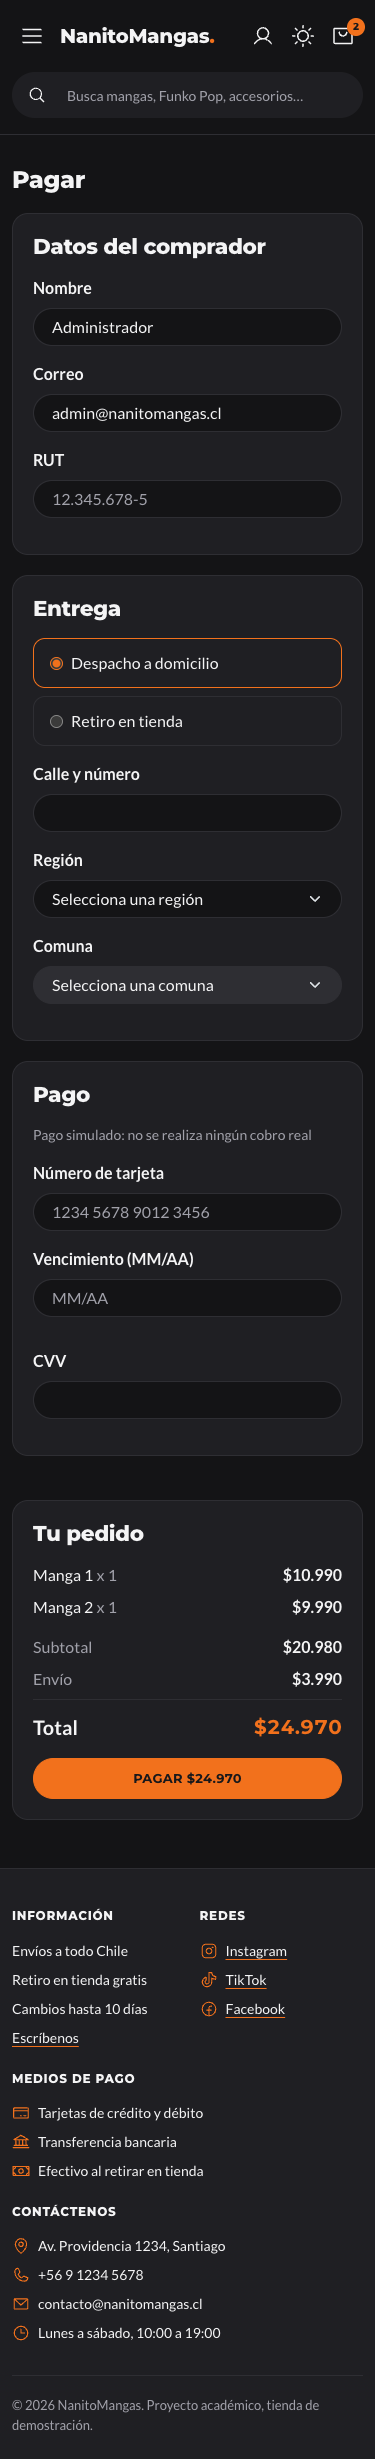 NanitoMangas.
2
Busca mangas, Funko Pop, accesorios...
Pagar
Datos del comprador
Nombre
Administrador
Correo
admin@nanitomangas.cl
RUT
12.345.678-5
Entrega
Despacho a domicilio
Retiro en tienda
Calle y número
Región
Selecciona una región
Comuna
Selecciona una comuna
Pago
Pago simulado: no se realiza ningún cobro real
Número de tarjeta
1234 5678 9012 3456
Vencimiento (MM/AA)
MM/AA
CVV
Tu pedido
Manga 1 x 1 $10.990
Manga 2 x 1 $9.990
Subtotal $20.980
Envío $3.990
Total $24.970
PAGAR $24.970
INFORMACIÓN
Envíos a todo Chile
Retiro en tienda gratis
Cambios hasta 10 días
Escríbenos
REDES
Instagram
TikTok
Facebook
MEDIOS DE PAGO
Tarjetas de crédito y débito
Transferencia bancaria
Efectivo al retirar en tienda
CONTÁCTENOS
Av. Providencia 1234, Santiago
+56 9 1234 5678
contacto@nanitomangas.cl
Lunes a sábado, 10:00 a 19:00
© 2026 NanitoMangas. Proyecto académico, tienda de
demostración.